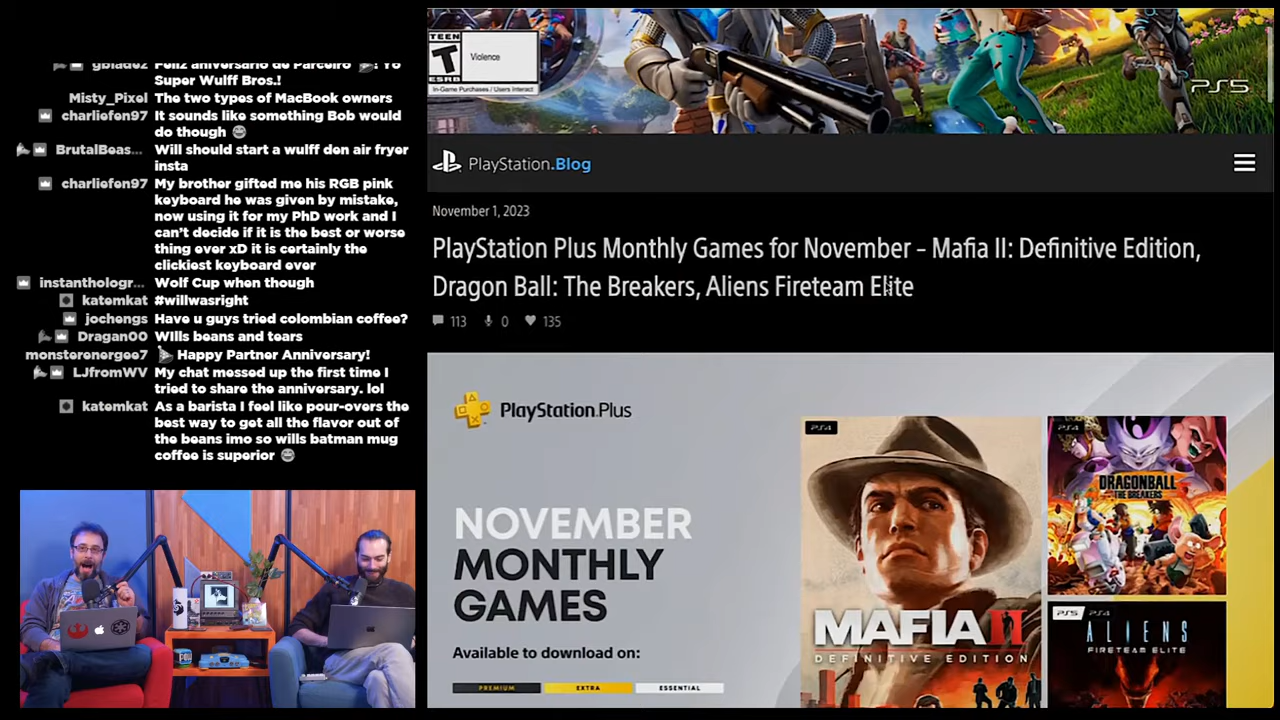 gblade2 Feliz aniversario de Parceiro ! Yo
Super Wulff Bros.!
Misty_Pixel The two types of MacBook owners
charliefen97 It sounds like something Bob would
do though
BrutalBeas... Will should start a wulff den air fryer
insta
charliefen97 My brother gifted me his RGB pink
keyboard he was given by mistake,
now using it for my PhD work and I
can't decide if it is the best or worse
thing ever xD it is certainly the
clickiest keyboard ever
instanthologr... Wolf Cup when though
katemkat #willwasright
jochengs Have u guys tried colombian coffee?
Dragan00 WIlls beans and tears
monsterenergee7 Happy Partner Anniversary!
LJfromWV My chat messed up the first time I
tried to share the anniversary. lol
katemkat As a barista I feel like pour-overs the
best way to get all the flavor out of
the beans imo so wills batman mug
coffee is superior
TEEN
T
ESRB
Violence
In-Game Purchases / Users Interact
PS5
PlayStation.Blog
November 1, 2023
PlayStation Plus Monthly Games for November – Mafia II: Definitive Edition,
Dragon Ball: The Breakers, Aliens Fireteam Elite
113 0 135
PlayStation.Plus
NOVEMBER
MONTHLY
GAMES
Available to download on:
PREMIUM EXTRA ESSENTIAL
PS4
MAFIA II
DEFINITIVE EDITION
PS4
DRAGONBALL
THE BREAKERS
PS5 PS4
ALIENS
FIRETEAM ELITE